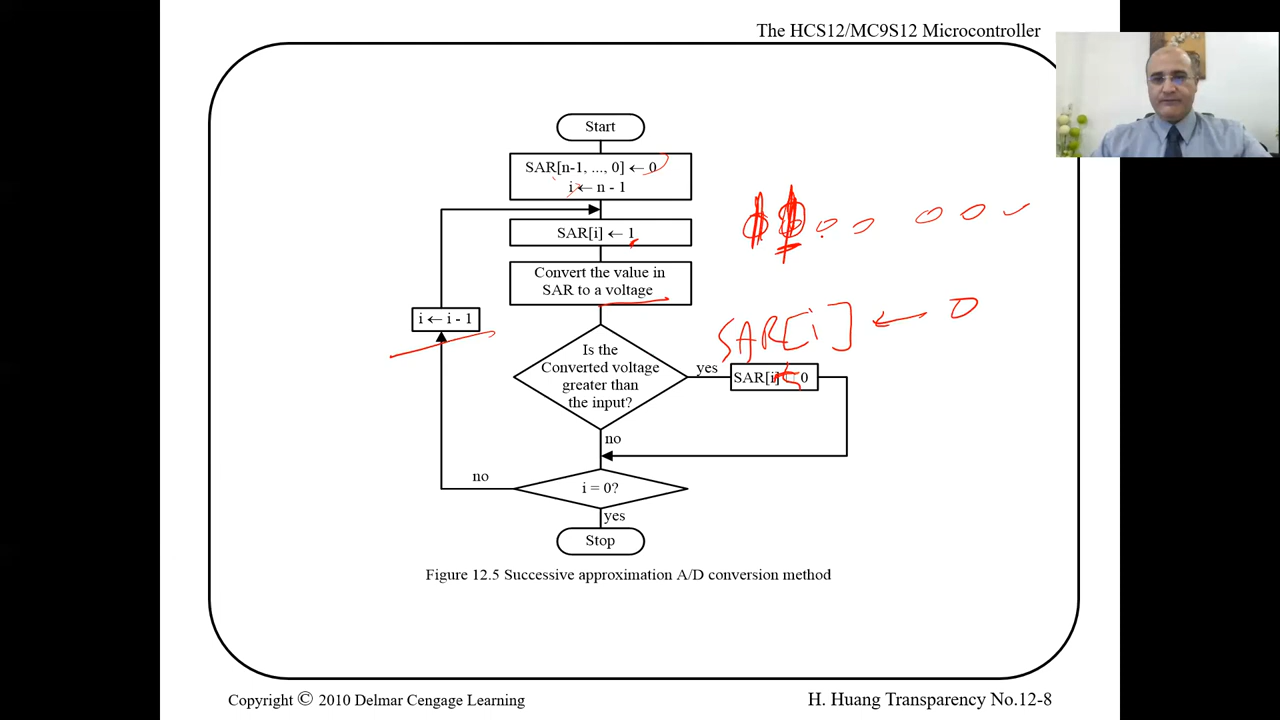 The HCS12/MC9S12 Microcontroller
Start
SAR[n-1, ..., 0] ← 0
i ← n - 1
SAR[i] ← 1
Convert the value in
SAR to a voltage
i ← i - 1
Is the
Converted voltage
greater than
the input?
yes
SAR[i] ← 0
SAR[i] ← 0
no
i = 0?
no
yes
Stop
Figure 12.5 Successive approximation A/D conversion method
Copyright © 2010 Delmar Cengage Learning
H. Huang Transparency No.12-8